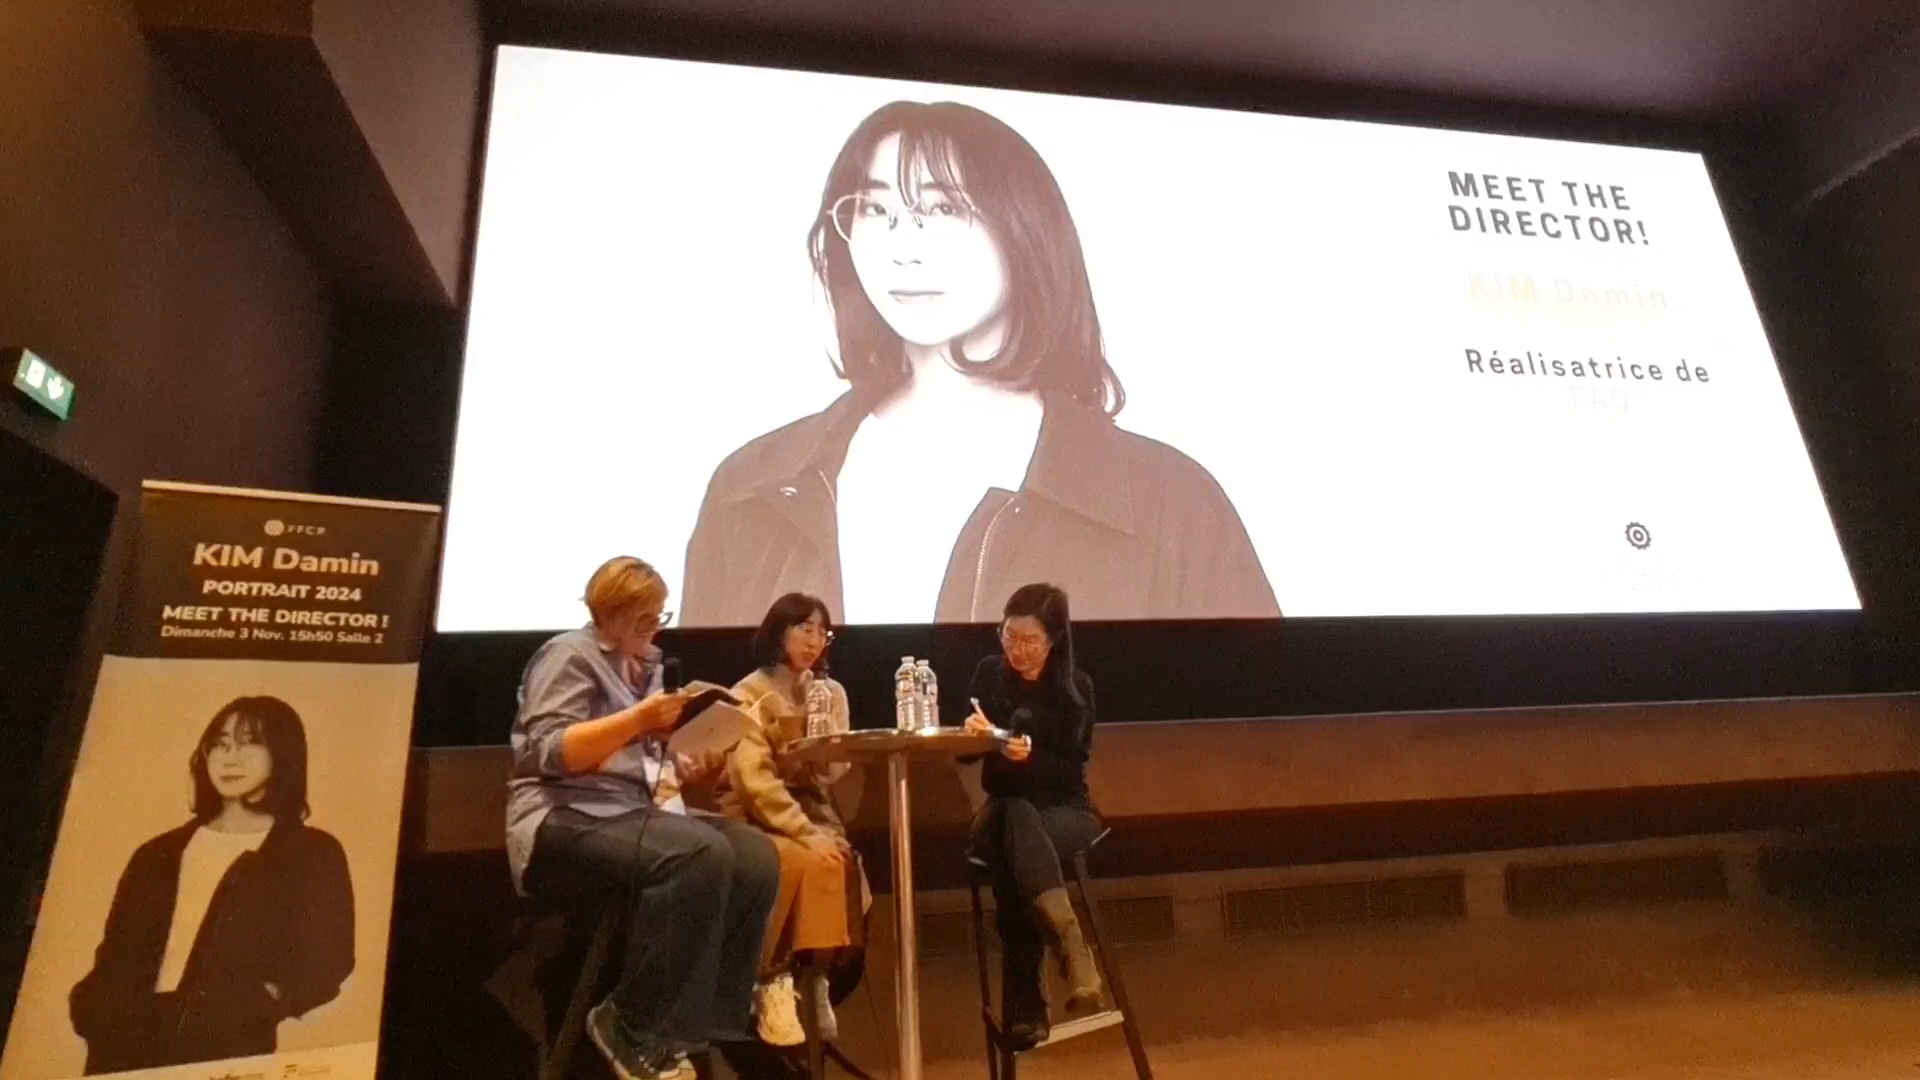 MEET THE
DIRECTOR!
KIM Damin
Réalisatrice de
FAQ
FFCP
KIM Damin
PORTRAIT 2024
MEET THE DIRECTOR !
Dimanche 3 Nov. 15h50 Salle 2